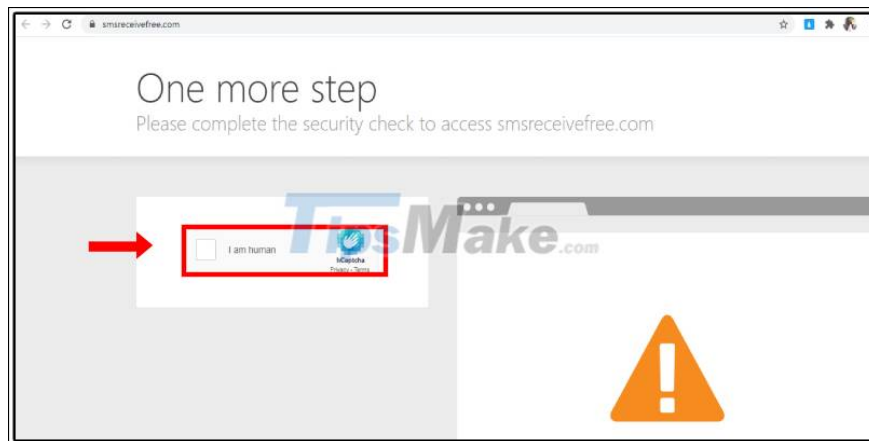 smsreceivefree.com
One more step
Please complete the security check to access smsreceivefree.com
TipsMake.com
I am human
hCaptcha
Privacy - Terms